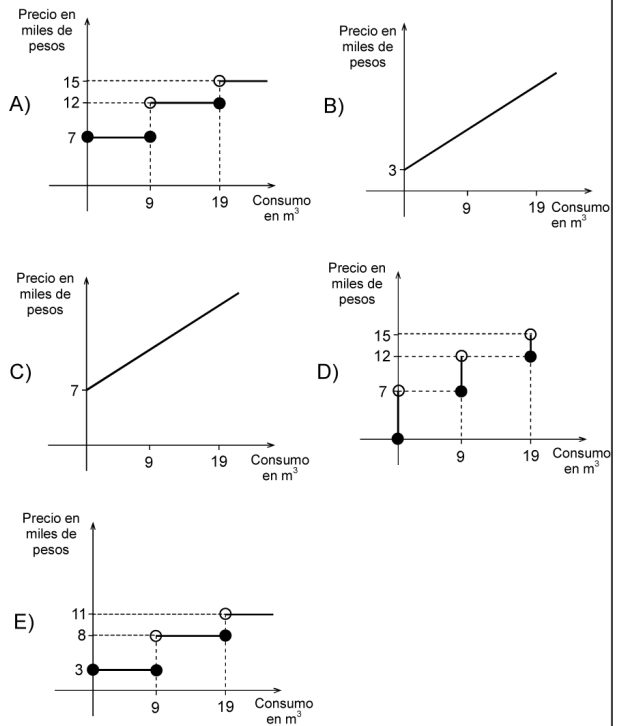 Precio en
miles de
pesos
A)
15
12
7
9
19
Consumo
en m³
Precio en
miles de
pesos
B)
3
9
19
Consumo
en m³
Precio en
miles de
pesos
C)
7
9
19
Consumo
en m³
Precio en
miles de
pesos
D)
15
12
7
9
19
Consumo
en m³
Precio en
miles de
pesos
E)
11
8
3
9
19
Consumo
en m³